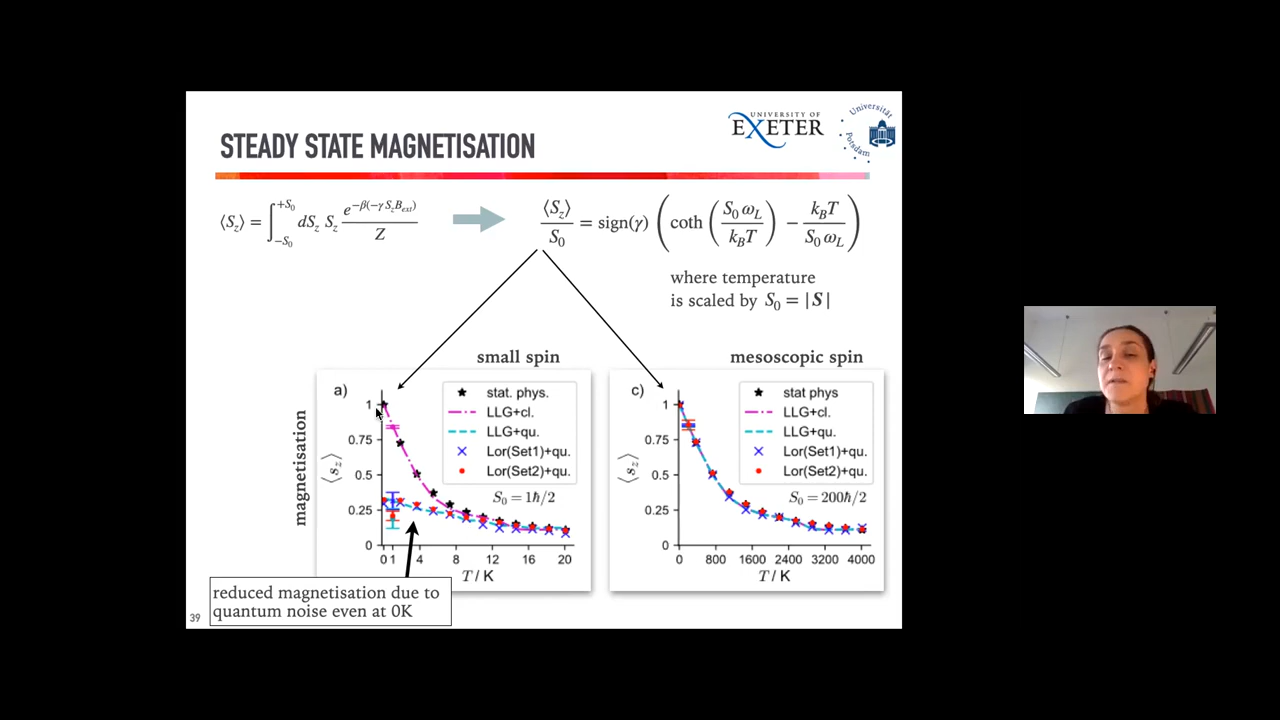 STEADY STATE MAGNETISATION
UNIVERSITY OF
EXETER
Universität
Potsdam
⟨S_z⟩ = ∫_{-S_0}^{+S_0} dS_z S_z e^{-β(-γ S_z B_ext)} / Z
⟨S_z⟩ / S_0 = sign(γ) ( coth ( S_0 ω_L / k_B T ) − k_B T / S_0 ω_L )
where temperature
is scaled by S_0 = |S|
small spin
a)
magnetisation
⟨s_z⟩
1
0.75
0.5
0.25
0
stat. phys.
LLG+cl.
LLG+qu.
Lor(Set1)+qu.
Lor(Set2)+qu.
S_0 = 1ℏ/2
0 1 4 8 12 16 20
T / K
mesoscopic spin
c)
⟨s_z⟩
1
0.75
0.5
0.25
0
stat phys
LLG+cl.
LLG+qu.
Lor(Set1)+qu.
Lor(Set2)+qu.
S_0 = 200ℏ/2
0 800 1600 2400 3200 4000
T / K
reduced magnetisation due to
quantum noise even at 0K
39